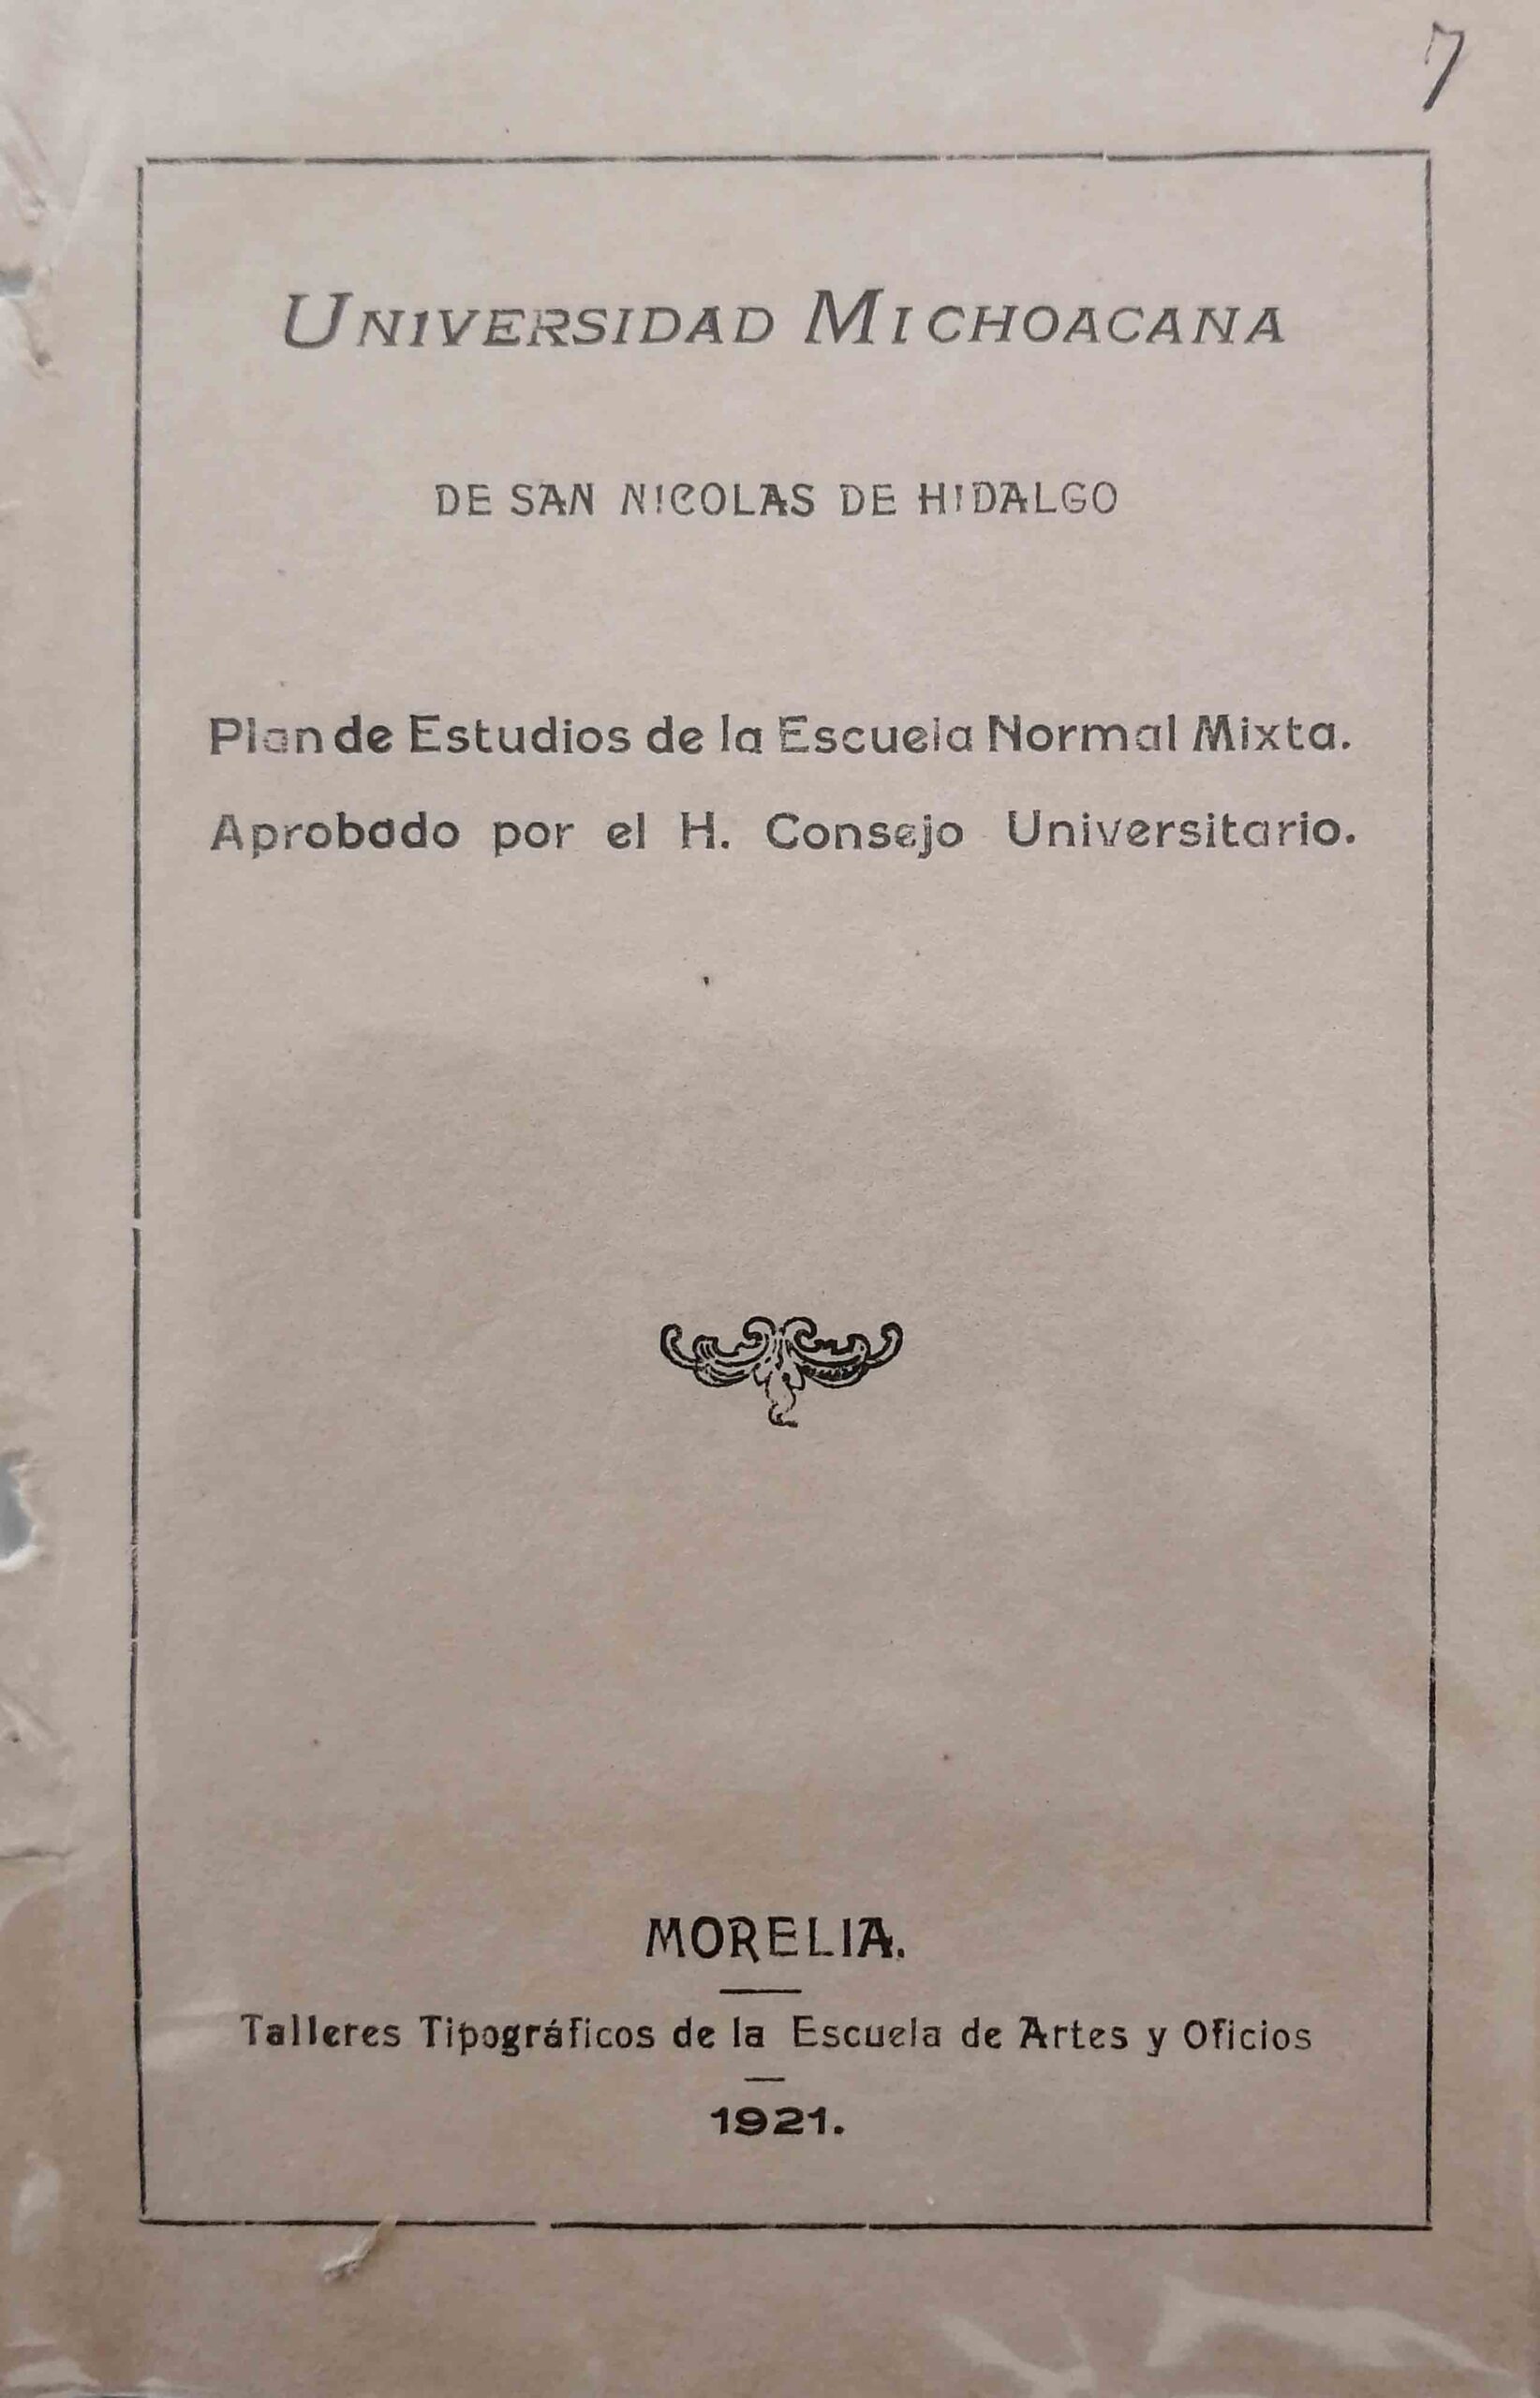 7
UNIVERSIDAD MICHOACANA
DE SAN NICOLAS DE HIDALGO
Plan de Estudios de la Escuela Normal Mixta.
Aprobado por el H. Consejo Universitario.
MORELIA.
Talleres Tipográficos de la Escuela de Artes y Oficios
1921.